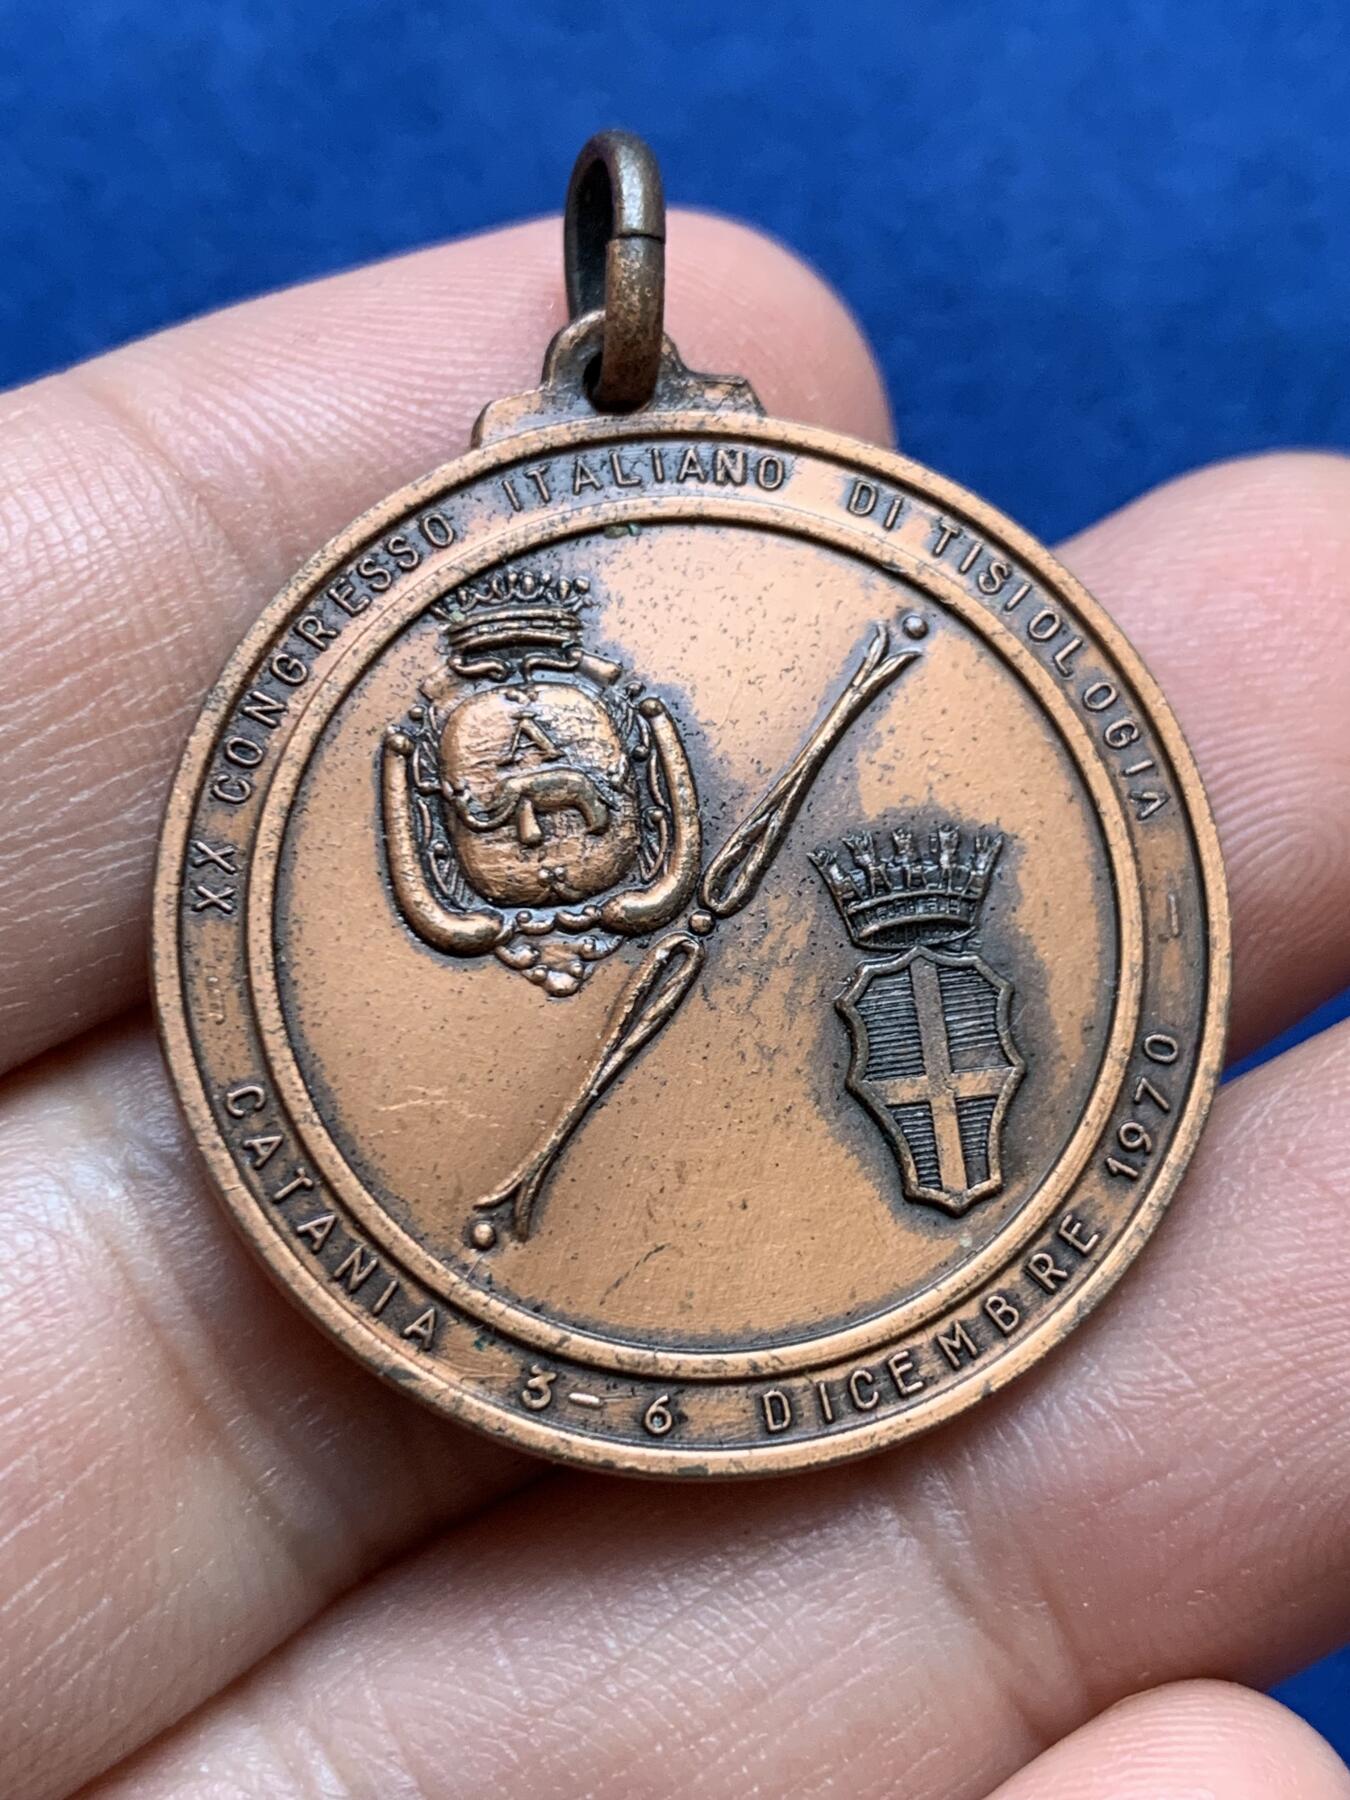 XX CONGRESSO ITALIANO DI TISIOLOGIA
CATANIA 3-6 DICEMBRE 1970
A